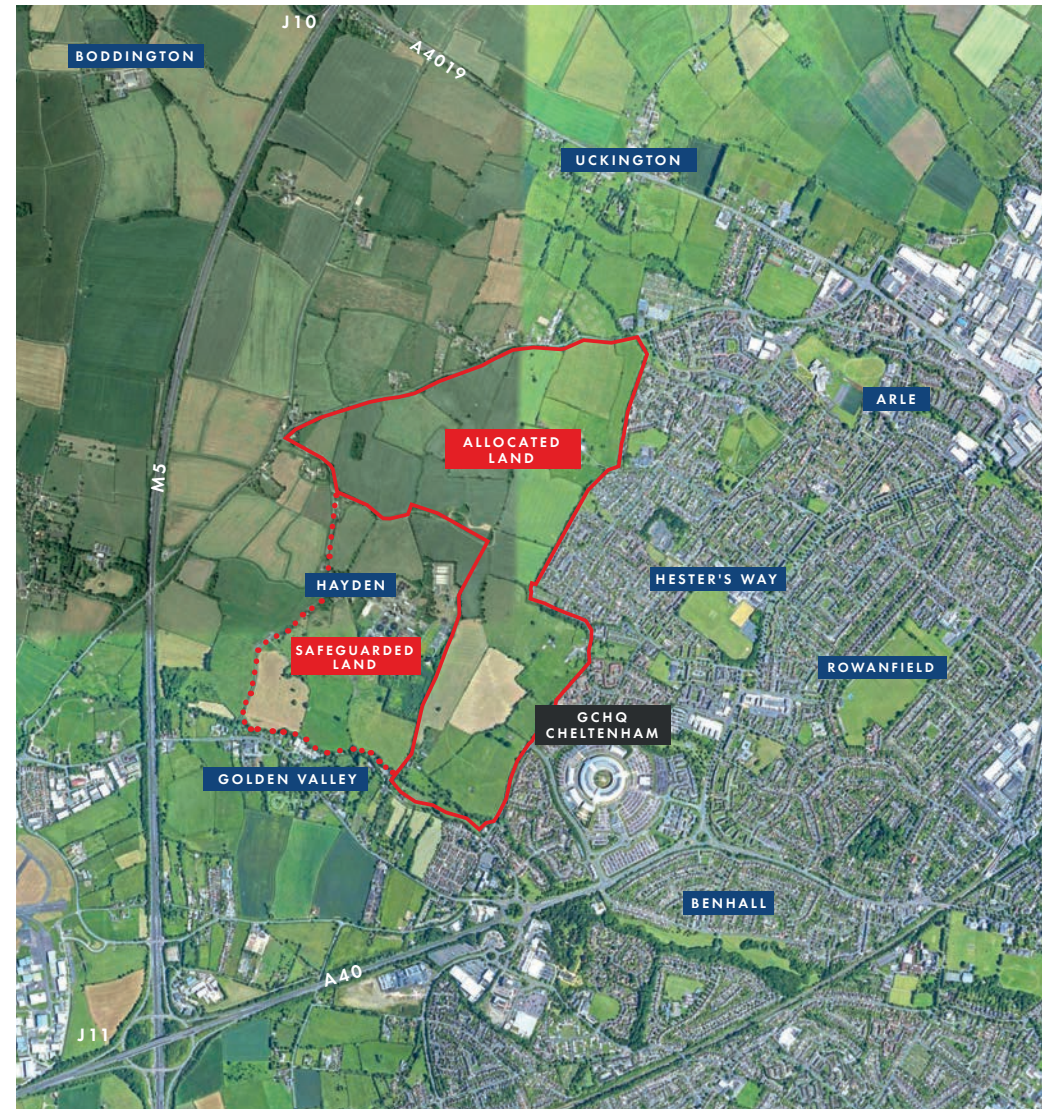 J10
BODDINGTON
A4019
UCKINGTON
ARLE
ALLOCATED
LAND
M5
HAYDEN
HESTER'S WAY
SAFEGUARDED
LAND
ROWANFIELD
GCHQ
CHELTENHAM
GOLDEN VALLEY
BENHALL
A40
J11